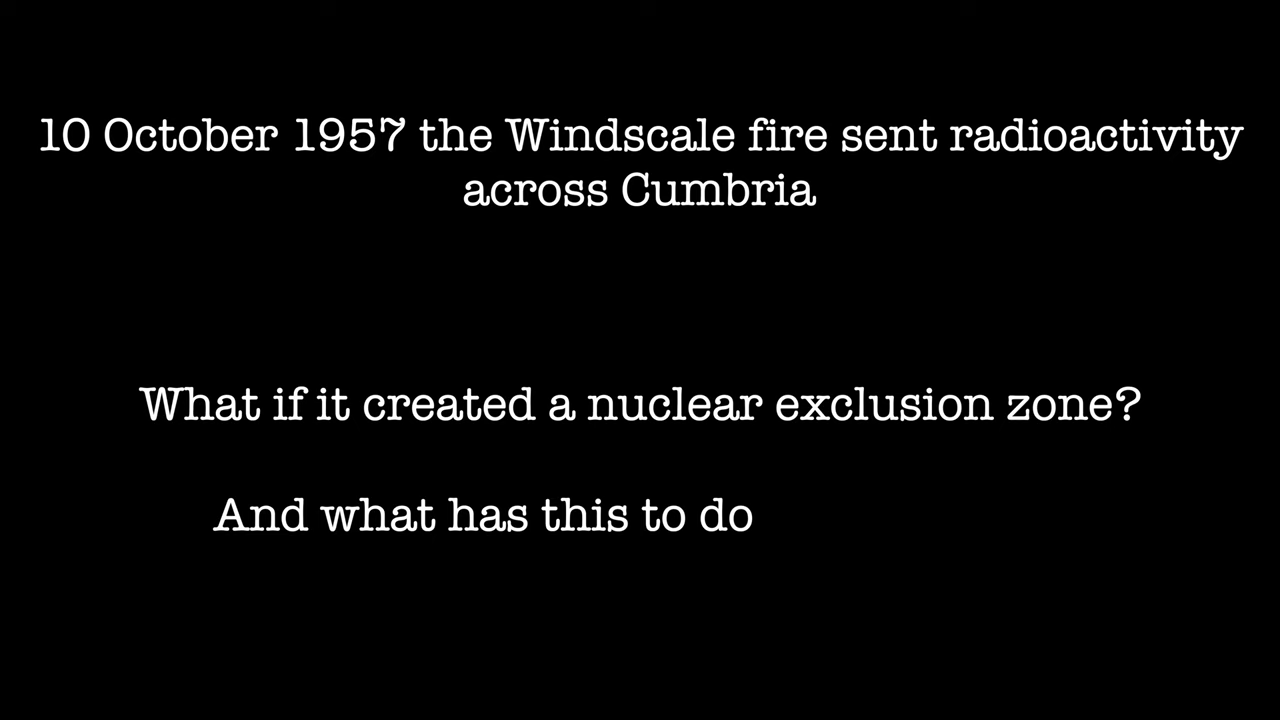 10 October 1957 the Windscale fire sent radioactivity
across Cumbria
What if it created a nuclear exclusion zone?
And what has this to do